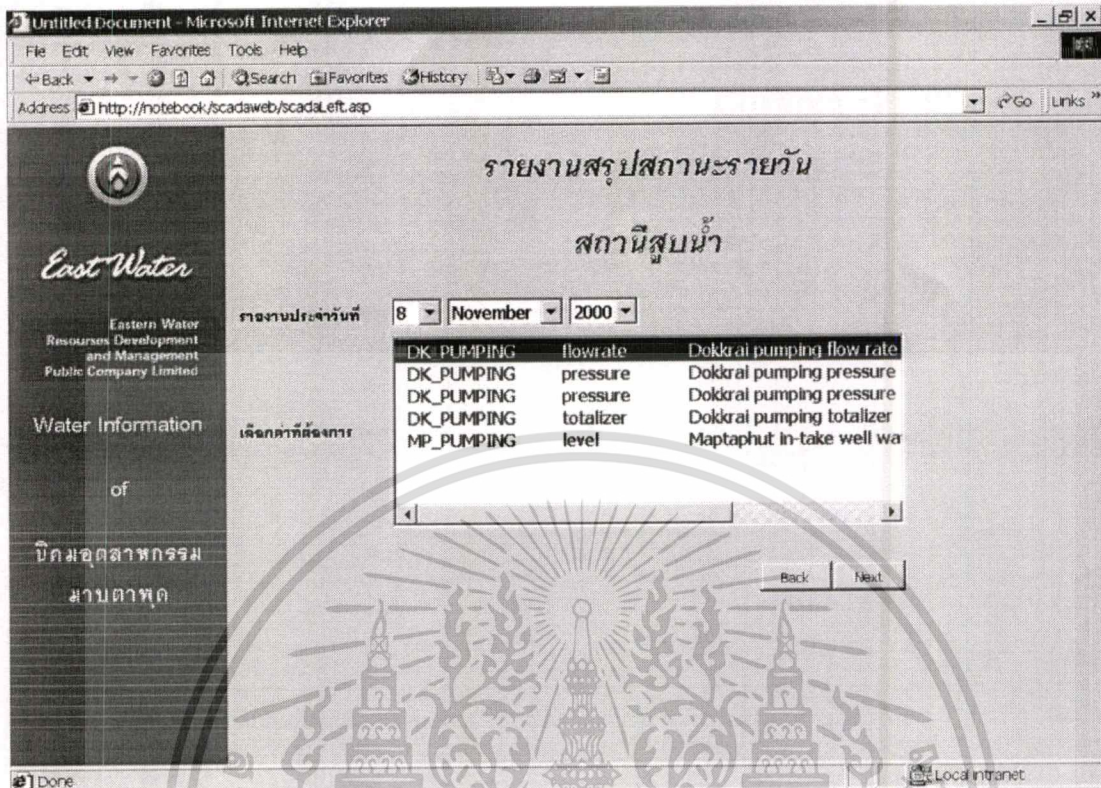 Untitled Document - Microsoft Internet Explorer
File Edit View Favorites Tools Help
Back Search Favorites History
Address http://notebook/scadaweb/scadaLeft.asp Go Links »
รายงานสรุปสถานะรายวัน
สถานีสูบน้ำ
East Water
Eastern Water
Resourses Development
and Management
Public Company Limited
Water Information
of
นิคมอุตสาหกรรม
มาบตาพุด
รายงานประจำวันที่ 8 November 2000
เลือกค่าที่ต้องการ
DK_PUMPING flowrate Dokkrai pumping flow rate
DK_PUMPING pressure Dokkrai pumping pressure
DK_PUMPING pressure Dokkrai pumping pressure
DK_PUMPING totalizer Dokkrai pumping totalizer
MP_PUMPING level Maptaphut in-take well wa
Back Next
Done Local intranet